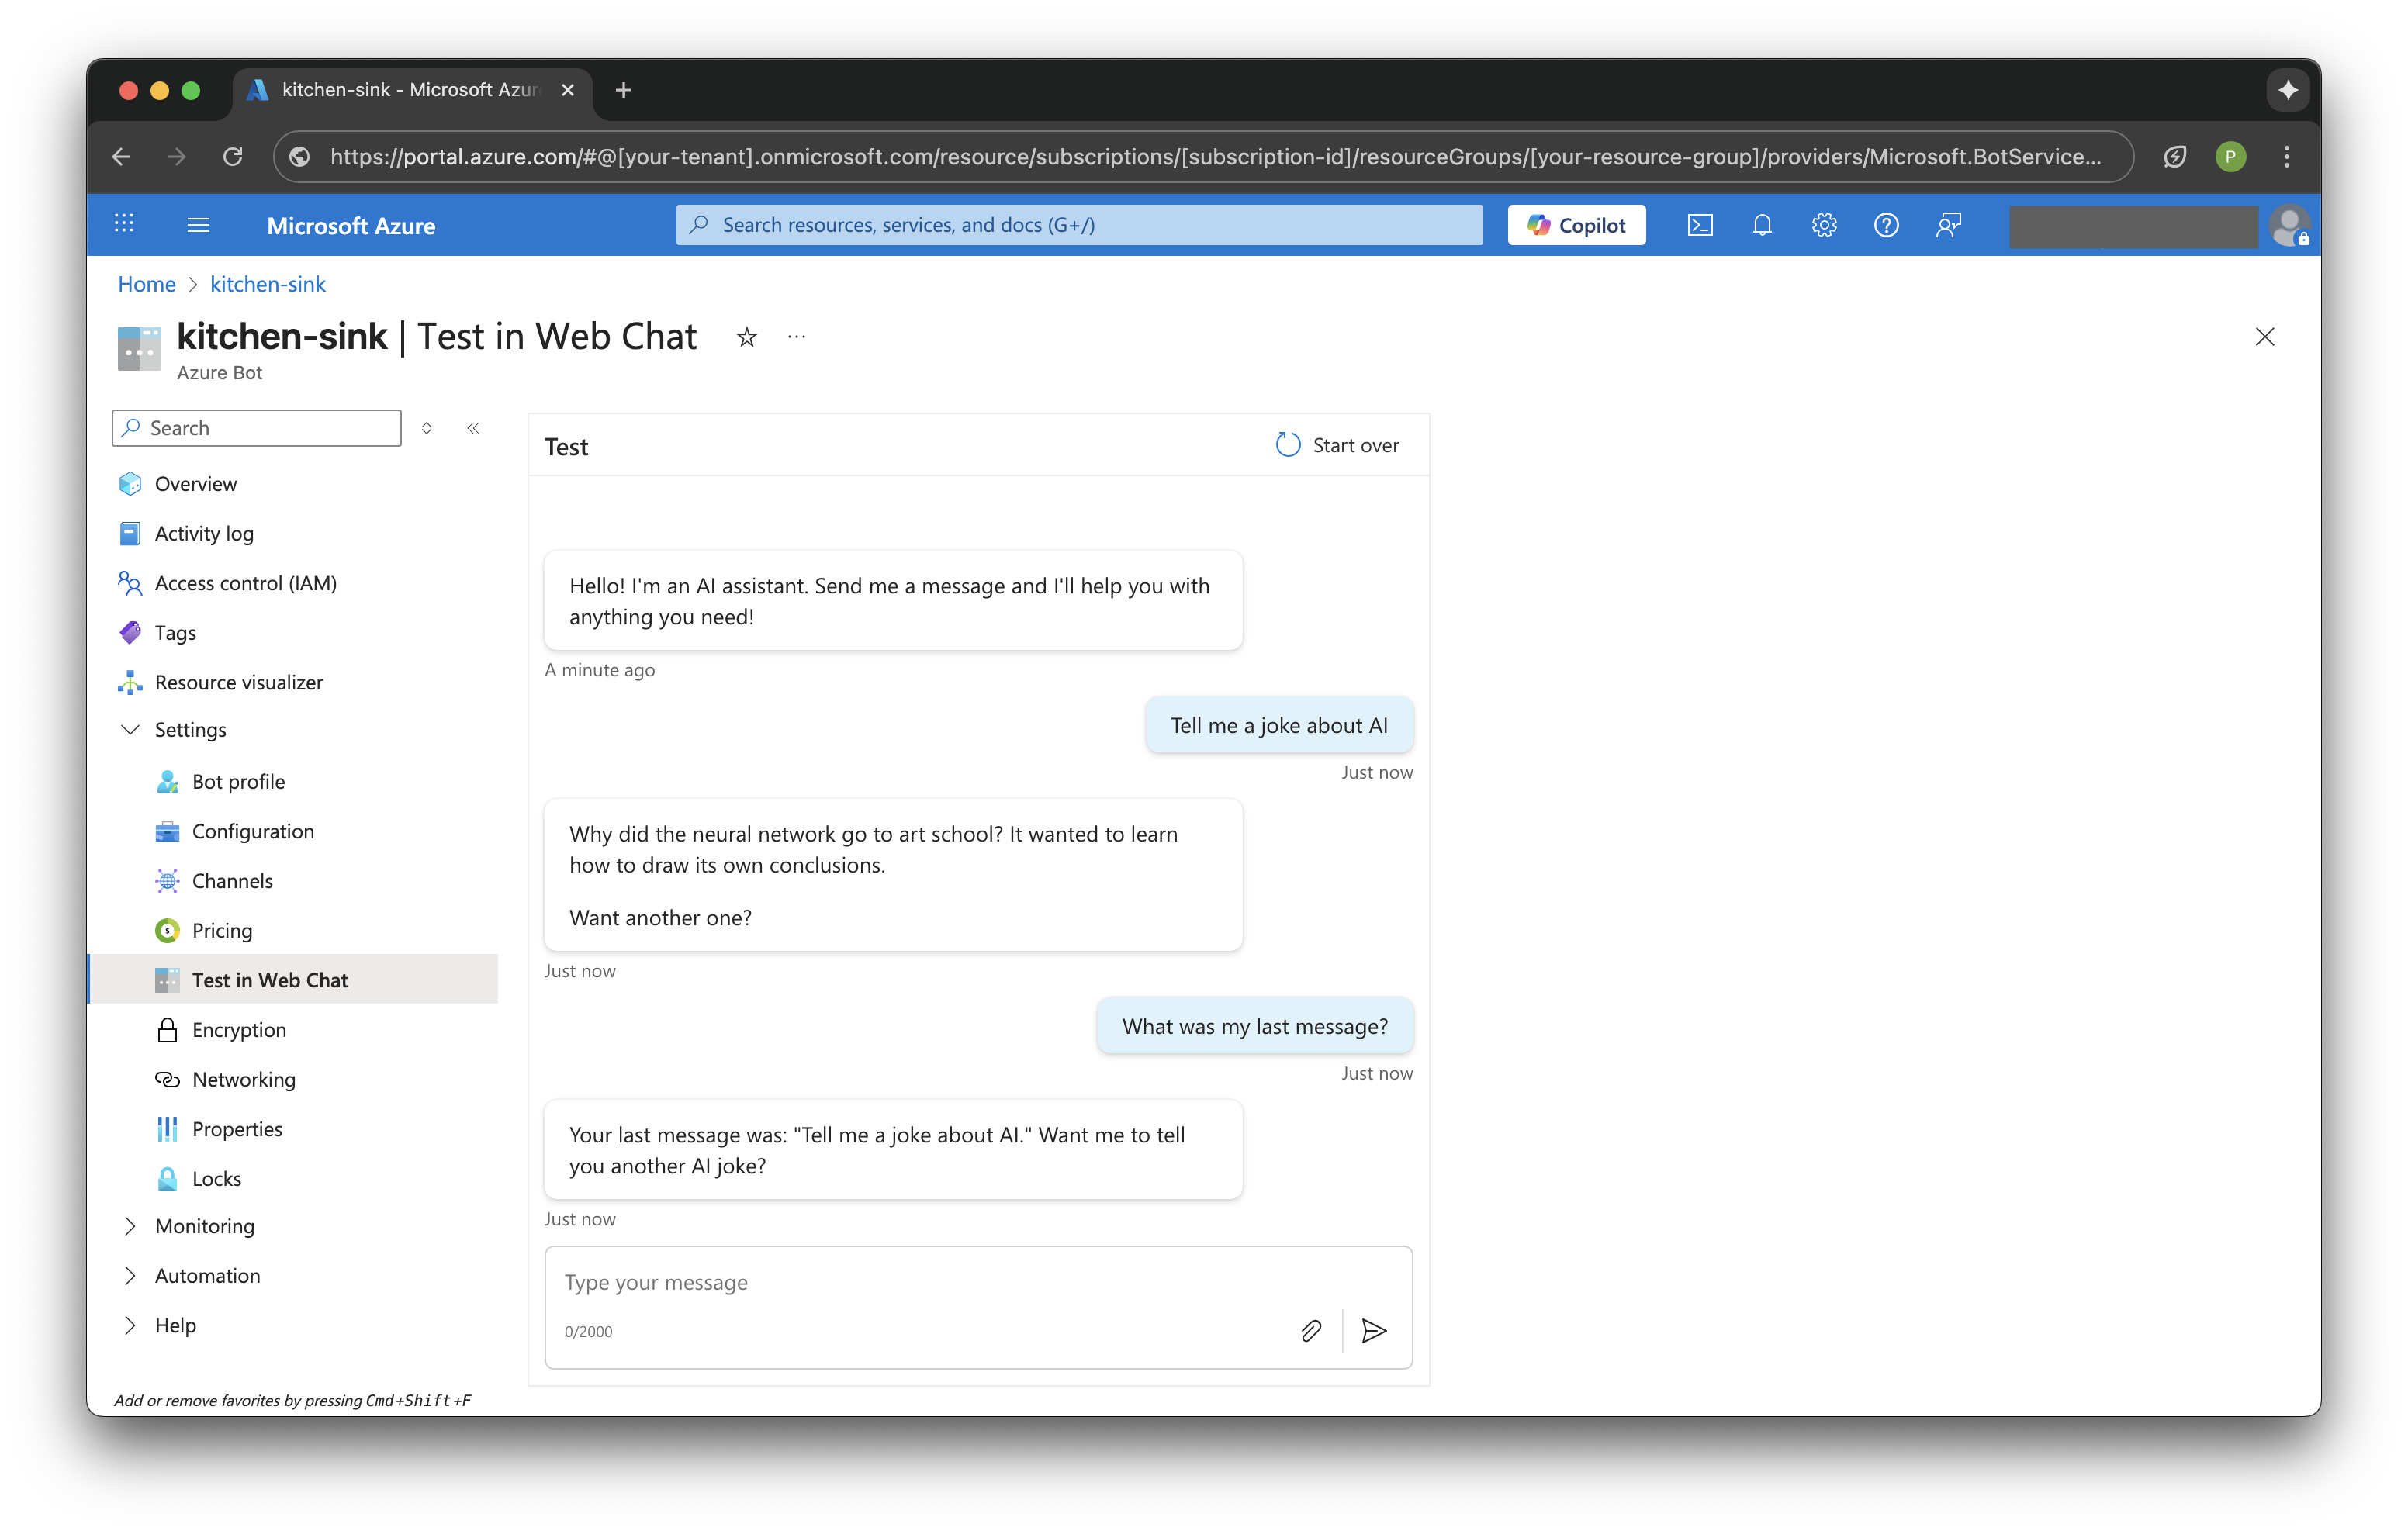 kitchen-sink - Microsoft Azur
https://portal.azure.com/#@[your-tenant].onmicrosoft.com/resource/subscriptions/[subscription-id]/resourceGroups/[your-resource-group]/providers/Microsoft.BotService...
P
Microsoft Azure
Search resources, services, and docs (G+/)
Copilot
Home > kitchen-sink
kitchen-sink | Test in Web Chat
Azure Bot
Search
Overview
Activity log
Access control (IAM)
Tags
Resource visualizer
Settings
Bot profile
Configuration
Channels
Pricing
Test in Web Chat
Encryption
Networking
Properties
Locks
Monitoring
Automation
Help
Add or remove favorites by pressing Cmd+Shift+F
Test
Start over
Hello! I'm an AI assistant. Send me a message and I'll help you with
anything you need!
A minute ago
Tell me a joke about AI
Just now
Why did the neural network go to art school? It wanted to learn
how to draw its own conclusions.
Want another one?
Just now
What was my last message?
Just now
Your last message was: "Tell me a joke about AI." Want me to tell
you another AI joke?
Just now
Type your message
0/2000